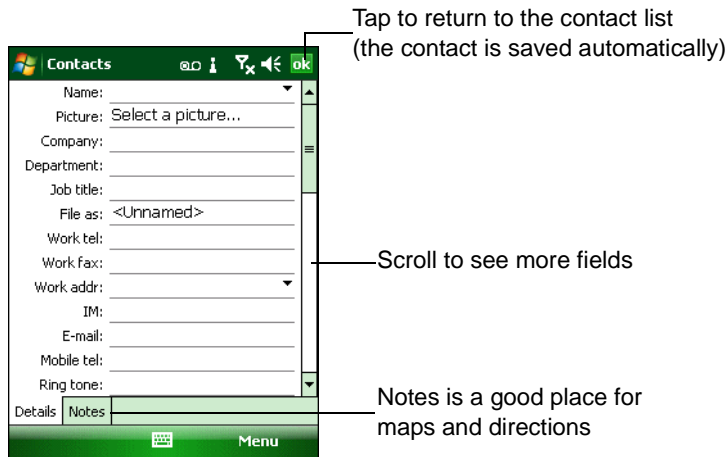 Tap to return to the contact list
(the contact is saved automatically)
Contacts
ok
Name:
Picture: Select a picture...
Company:
Department:
Job title:
File as: <Unnamed>
Work tel:
Work fax:
Work addr:
IM:
E-mail:
Mobile tel:
Ring tone:
Scroll to see more fields
Details Notes
Notes is a good place for
maps and directions
Menu